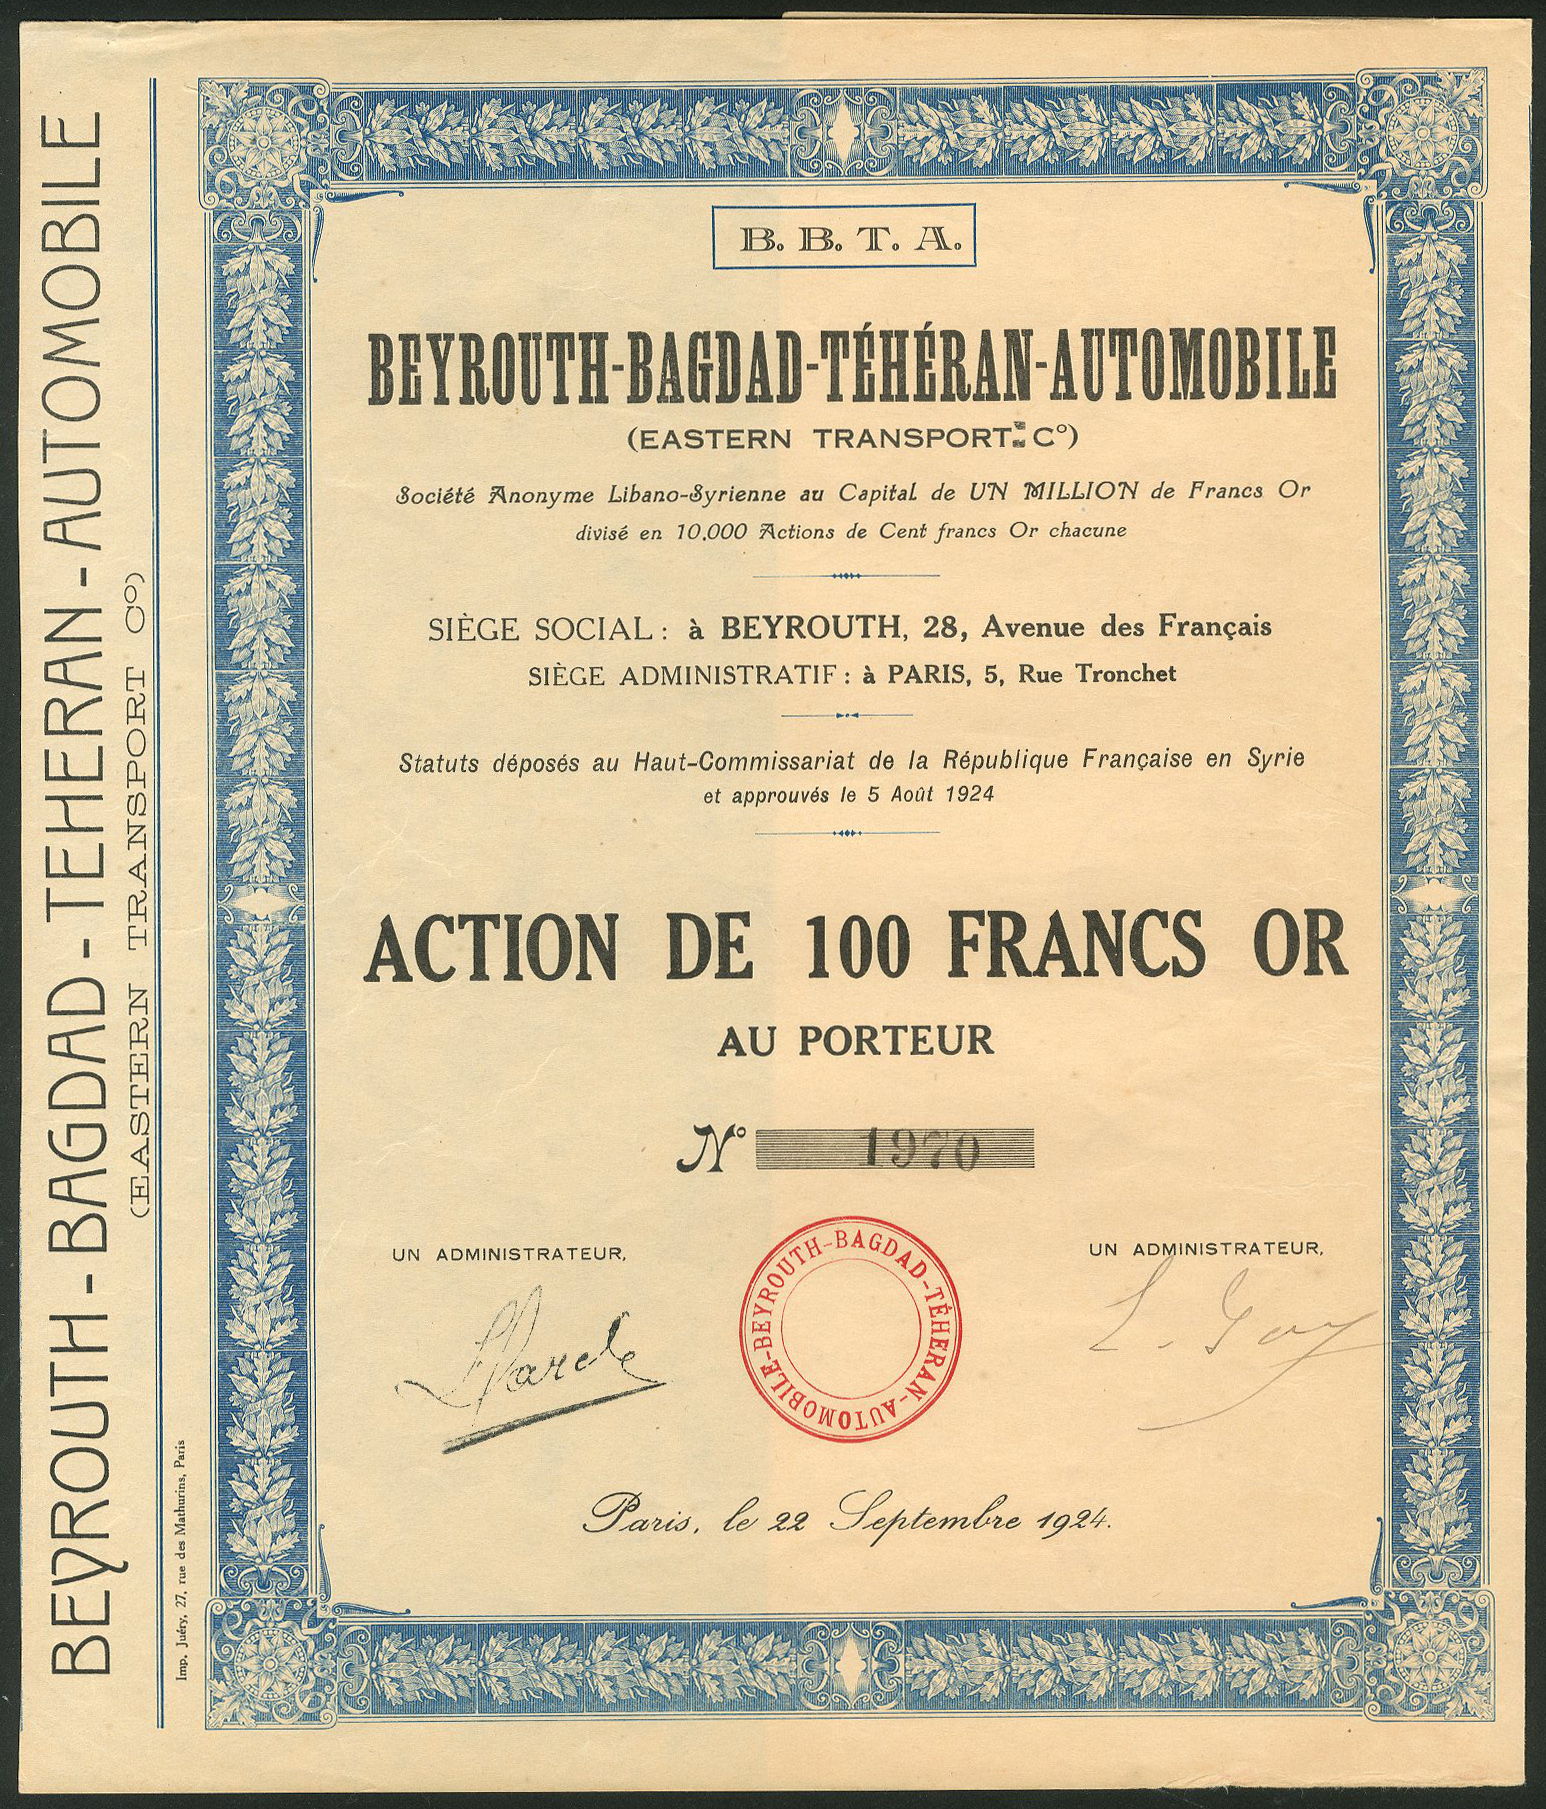 BEYROUTH-BAGDAD-TEHERAN-AUTOMOBILE
(EASTERN TRANSPORT Cº)
Imp. Juéry, 27, rue des Mathurins, Paris
B. B. T. A.
BEYROUTH-BAGDAD-TÉHÉRAN-AUTOMOBILE
(EASTERN TRANSPORT Cº)
Société Anonyme Libano-Syrienne au Capital de UN MILLION de Francs Or
divisé en 10.000 Actions de Cent francs Or chacune
SIÈGE SOCIAL : à BEYROUTH, 28, Avenue des Français
SIÈGE ADMINISTRATIF : à PARIS, 5, Rue Tronchet
Statuts déposés au Haut-Commissariat de la République Française en Syrie
et approuvés le 5 Août 1924
ACTION DE 100 FRANCS OR
AU PORTEUR
Nº 1970
UN ADMINISTRATEUR,
UN ADMINISTRATEUR,
BEYROUTH-BAGDAD-TÉHERAN-AUTOMOBILE-
Paris, le 22 Septembre 1924.